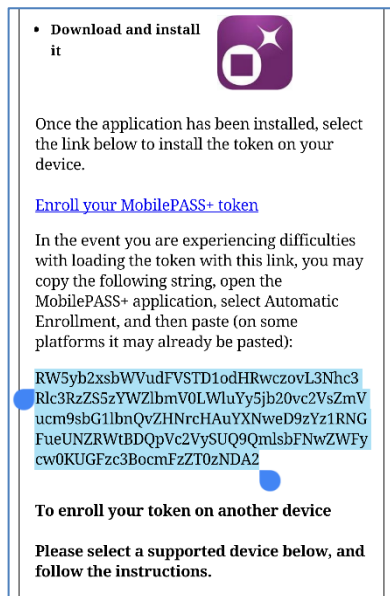 • Download and install
it
Once the application has been installed, select
the link below to install the token on your
device.
Enroll your MobilePASS+ token
In the event you are experiencing difficulties
with loading the token with this link, you may
copy the following string, open the
MobilePASS+ application, select Automatic
Enrollment, and then paste (on some
platforms it may already be pasted):
RW5yb2xsbWVudFVSTD1odHRwczovL3Nhc3
Rlc3RzZS5zYWZlbmV0LWluYy5jb20vc2VsZmV
ucm9sbG1lbnQvZHNrcHAuYXNweD9zYz1RNG
FueUNZRWtBDQpVc2VySUQ9QmlsbFNwZWFy
cw0KUGFzc3BocmFzZT0zNDA2
To enroll your token on another device
Please select a supported device below, and
follow the instructions.